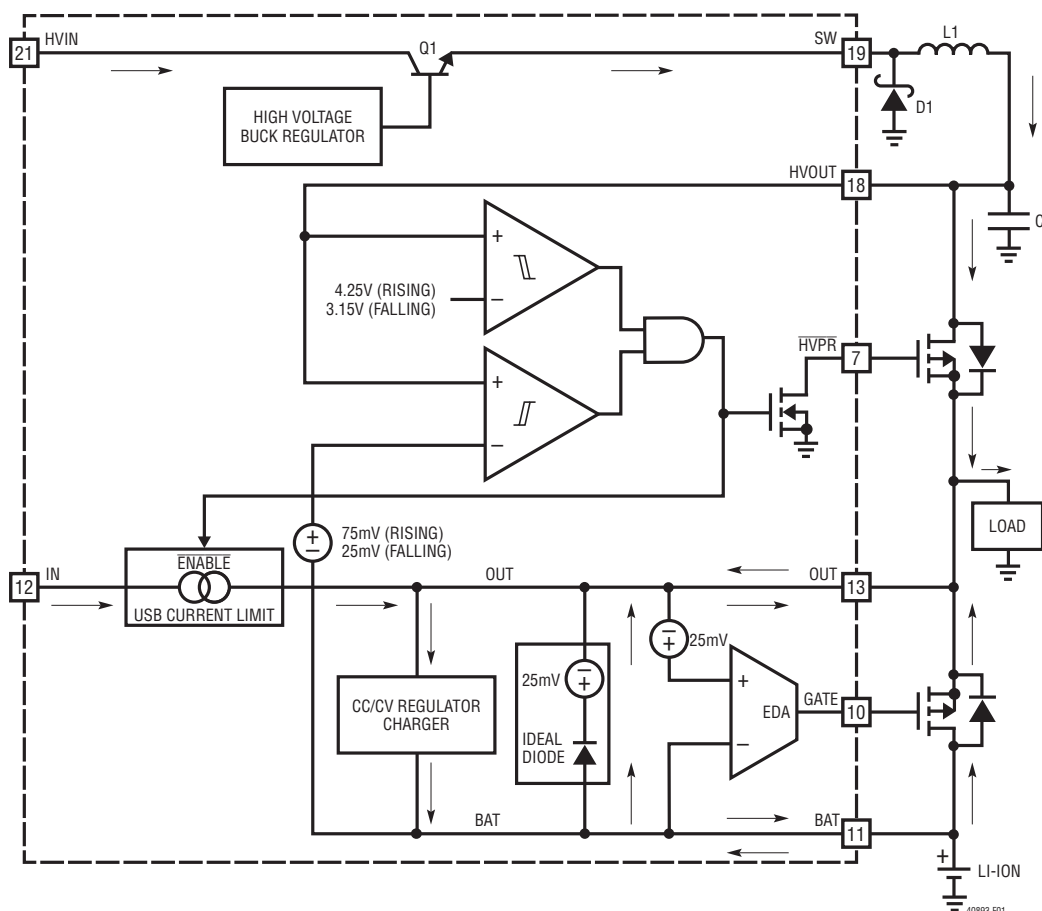 21
HVIN
Q1
SW
19
L1
D1
HIGH VOLTAGE
BUCK REGULATOR
HVOUT
18
C
+
4.25V (RISING)
3.15V (FALLING)
–
HVPR
7
+
–
75mV (RISING)
25mV (FALLING)
+
–
LOAD
ENABLE
12
IN
OUT
OUT
13
USB CURRENT LIMIT
–
+
25mV
CC/CV REGULATOR
CHARGER
25mV
–
+
IDEAL
DIODE
+
EDA
–
GATE
10
BAT
BAT
11
+
LI-ION
40893 F01